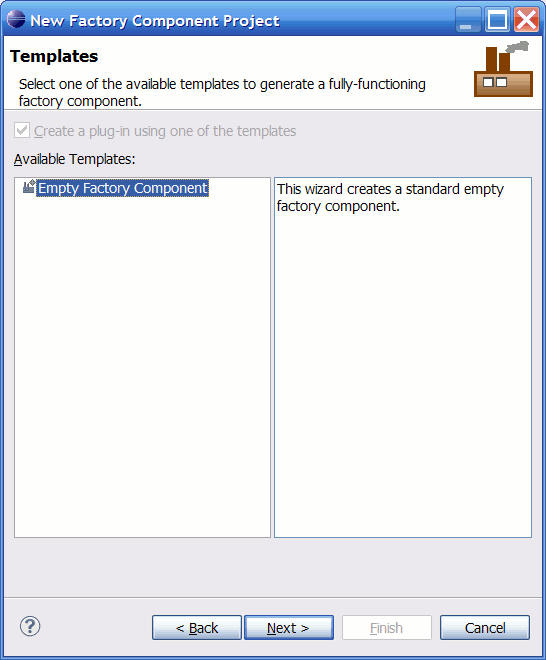 New Factory Component Project
Templates
Select one of the available templates to generate a fully-functioning
factory component.
Create a plug-in using one of the templates
Available Templates:
Empty Factory Component
This wizard creates a standard empty
factory component.
?
< Back
Next >
Finish
Cancel